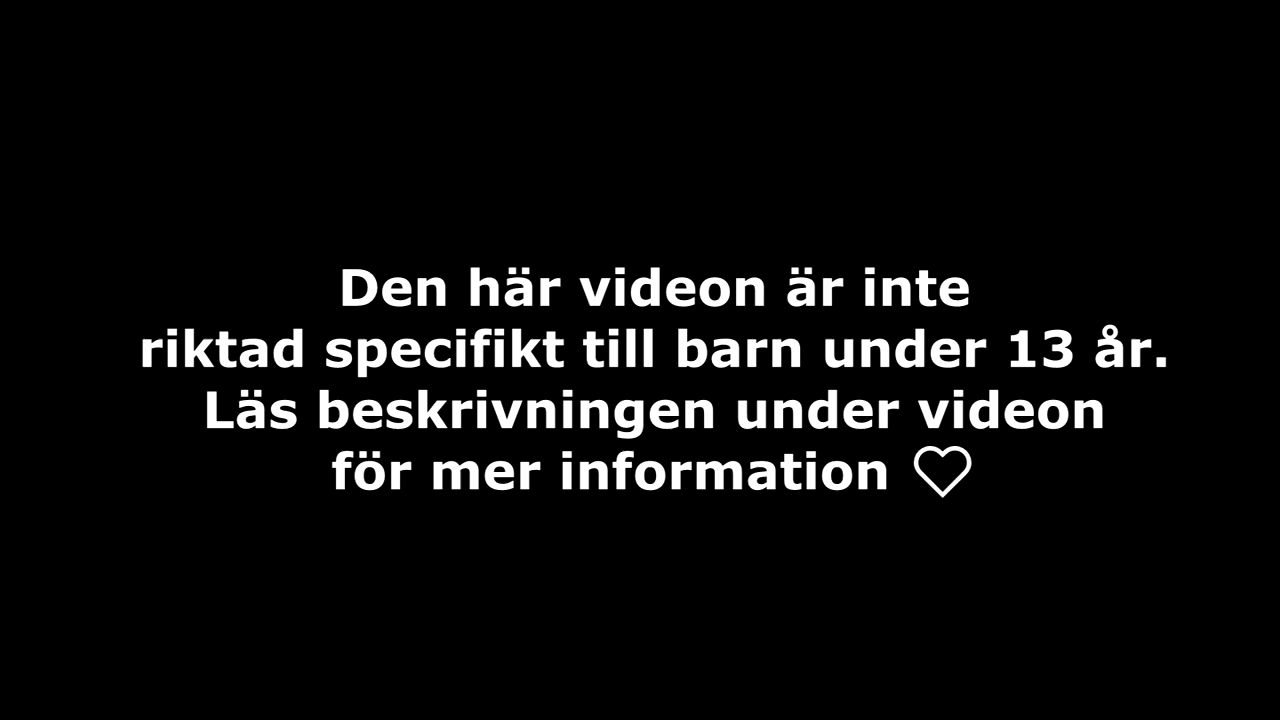 Den här videon är inte
riktad specifikt till barn under 13 år.
Läs beskrivningen under videon
för mer information ♡